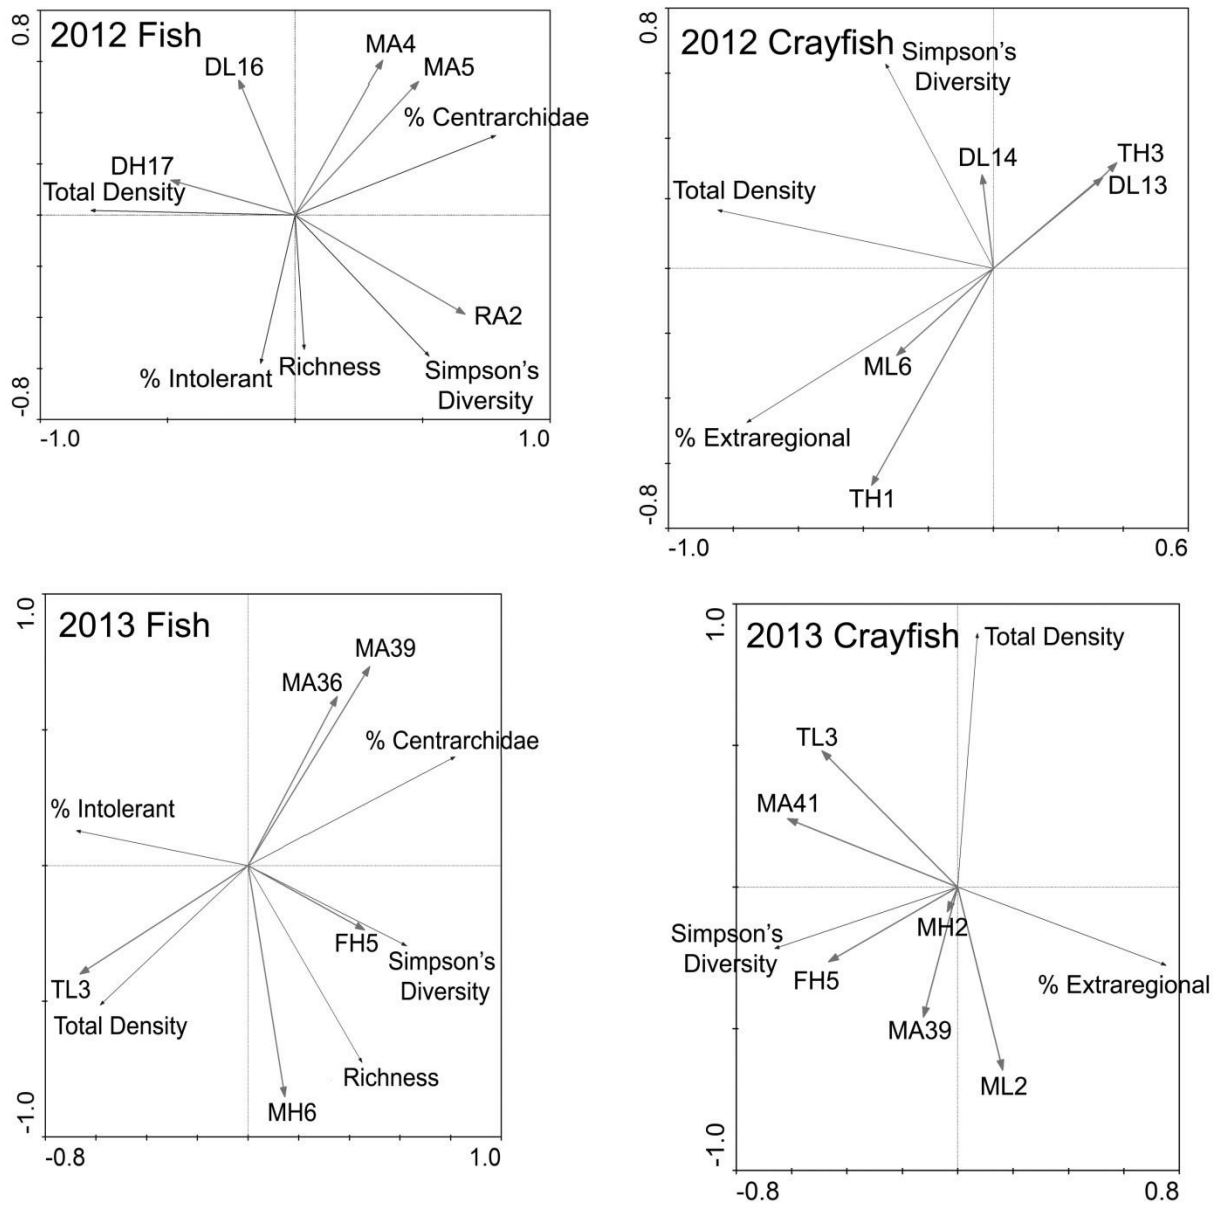 2012 Fish
0.8
-0.8
-1.0
1.0
DL16
MA4
MA5
% Centrarchidae
DH17
Total Density
RA2
% Intolerant
Richness
Simpson's
Diversity
2012 Crayfish
0.8
-0.8
-1.0
0.6
Simpson's
Diversity
DL14
TH3
DL13
Total Density
ML6
% Extraregional
TH1
2013 Fish
1.0
-1.0
-0.8
1.0
MA39
MA36
% Centrarchidae
% Intolerant
FH5
Simpson's
Diversity
TL3
Total Density
Richness
MH6
2013 Crayfish
1.0
-1.0
-0.8
0.8
Total Density
TL3
MA41
MH2
Simpson's
Diversity
FH5
% Extraregional
MA39
ML2